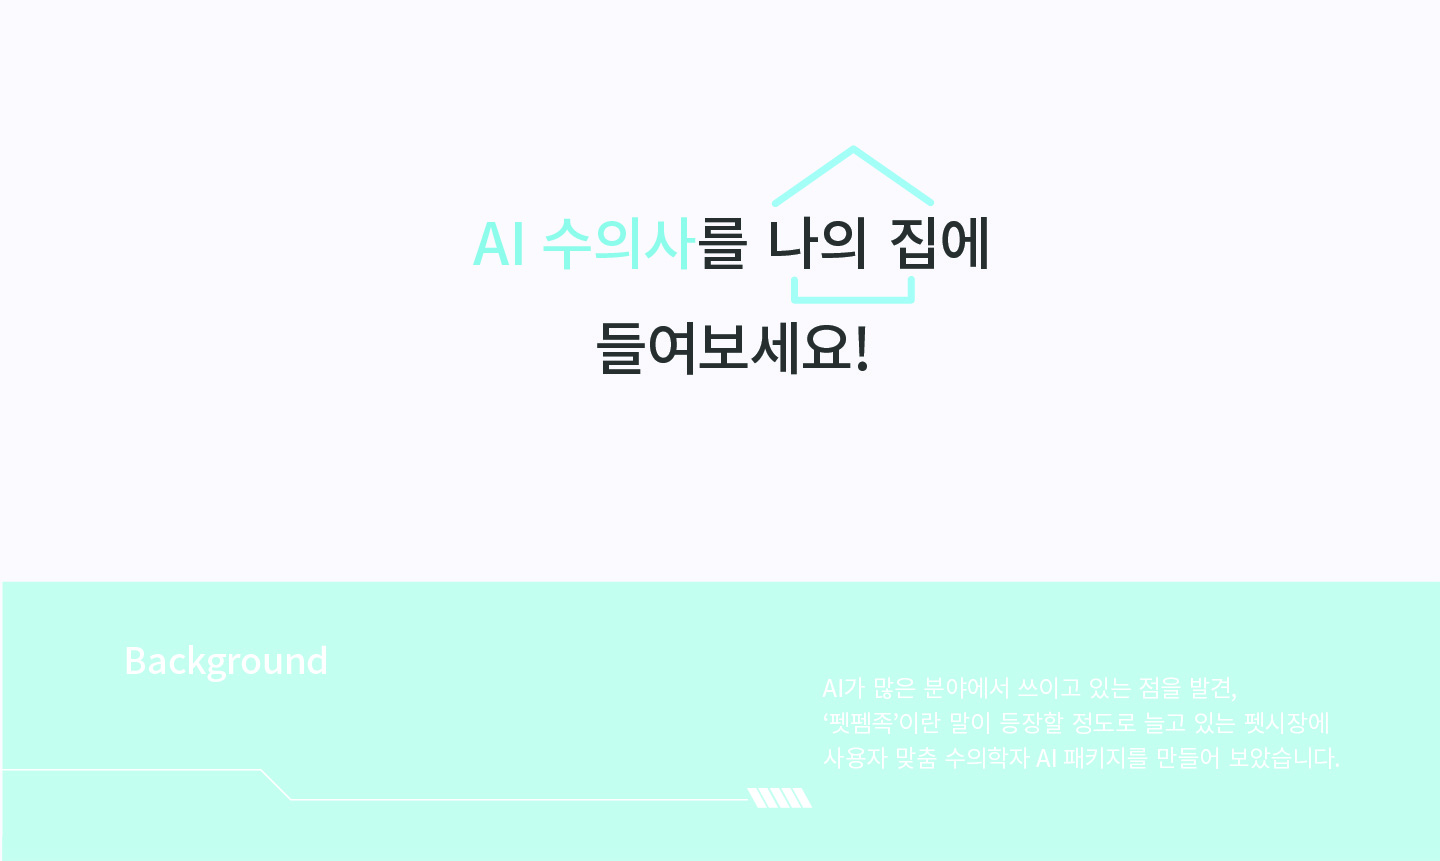 AI 수의사를 나의 집에
들여보세요!
Background
AI가 많은 분야에서 쓰이고 있는 점을 발견,
‘펫펨족’이란 말이 등장할 정도로 늘고 있는 펫시장에
사용자 맞춤 수의학자 AI 패키지를 만들어 보았습니다.